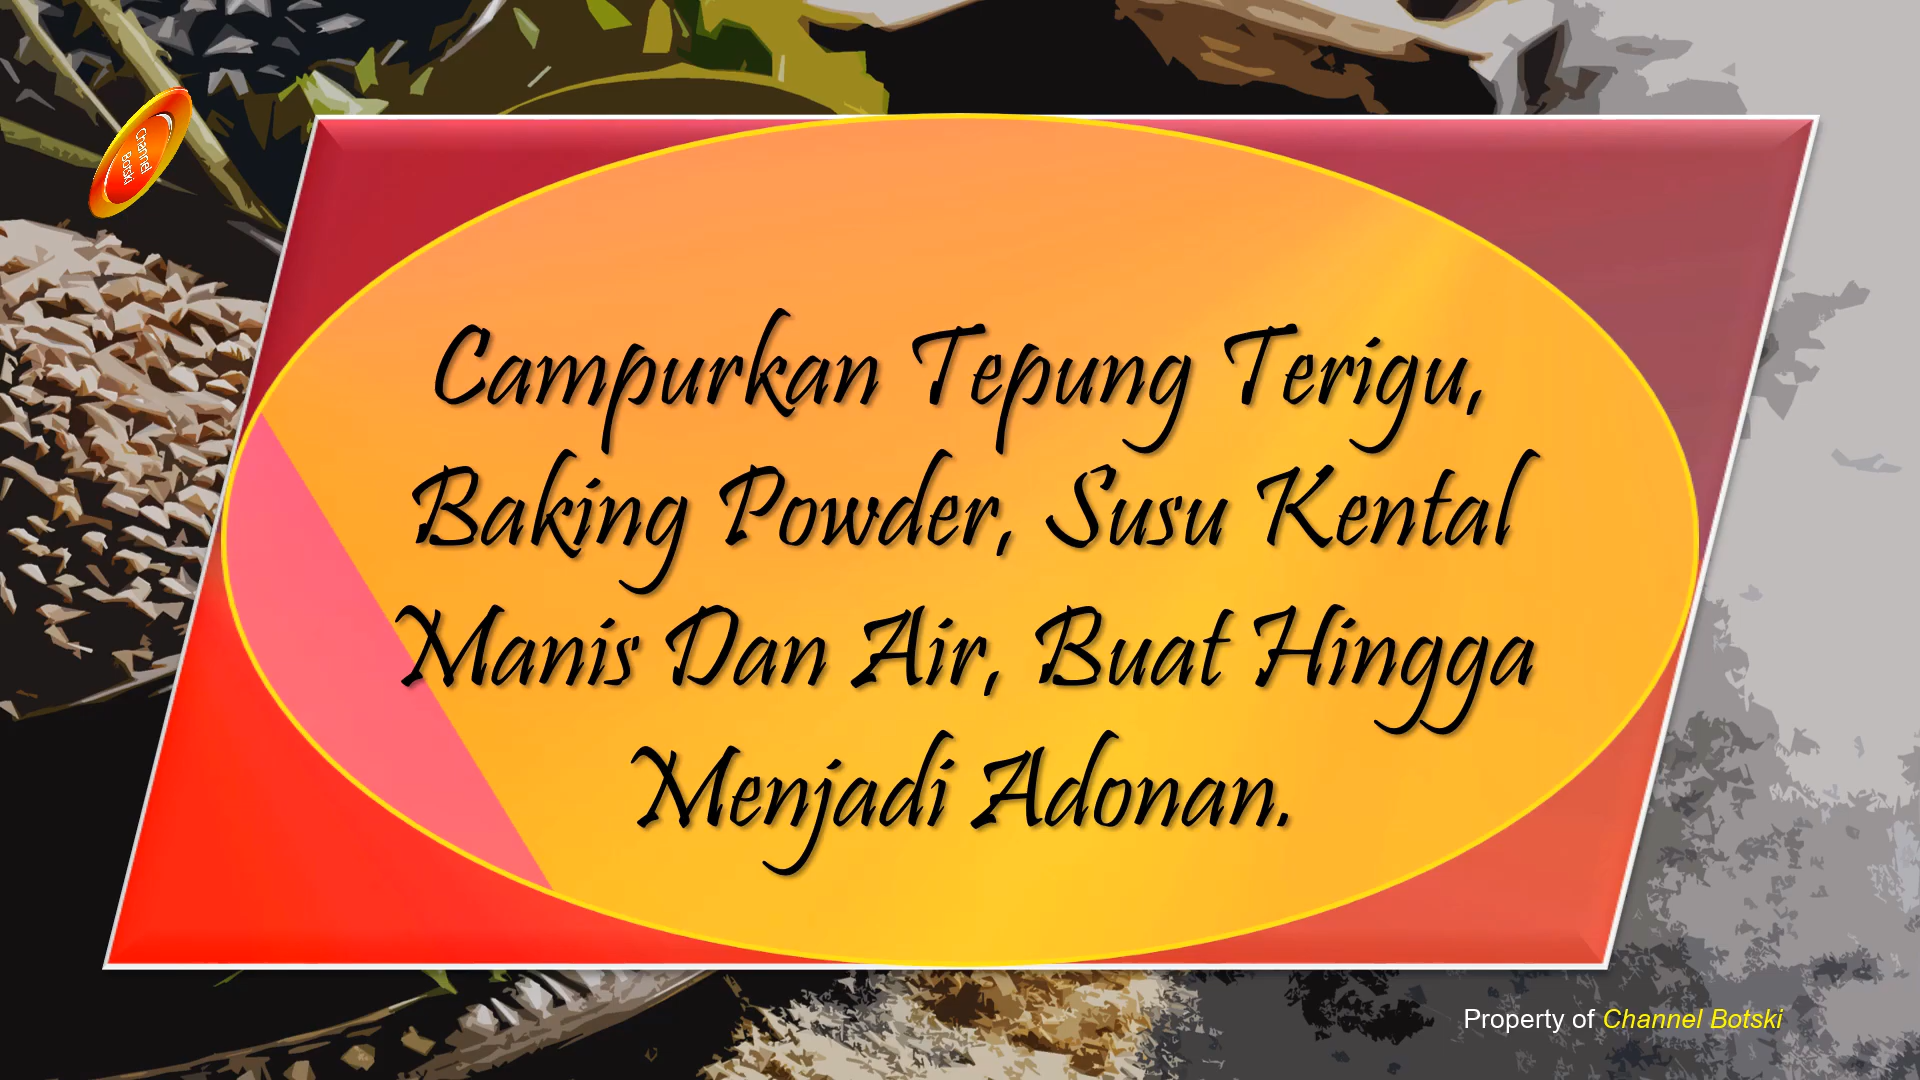 Channel
Botski
Campurkan Tepung Terigu,
Baking Powder, Susu Kental
Manis Dan Air, Buat Hingga
Menjadi Adonan.
Property of Channel Botski